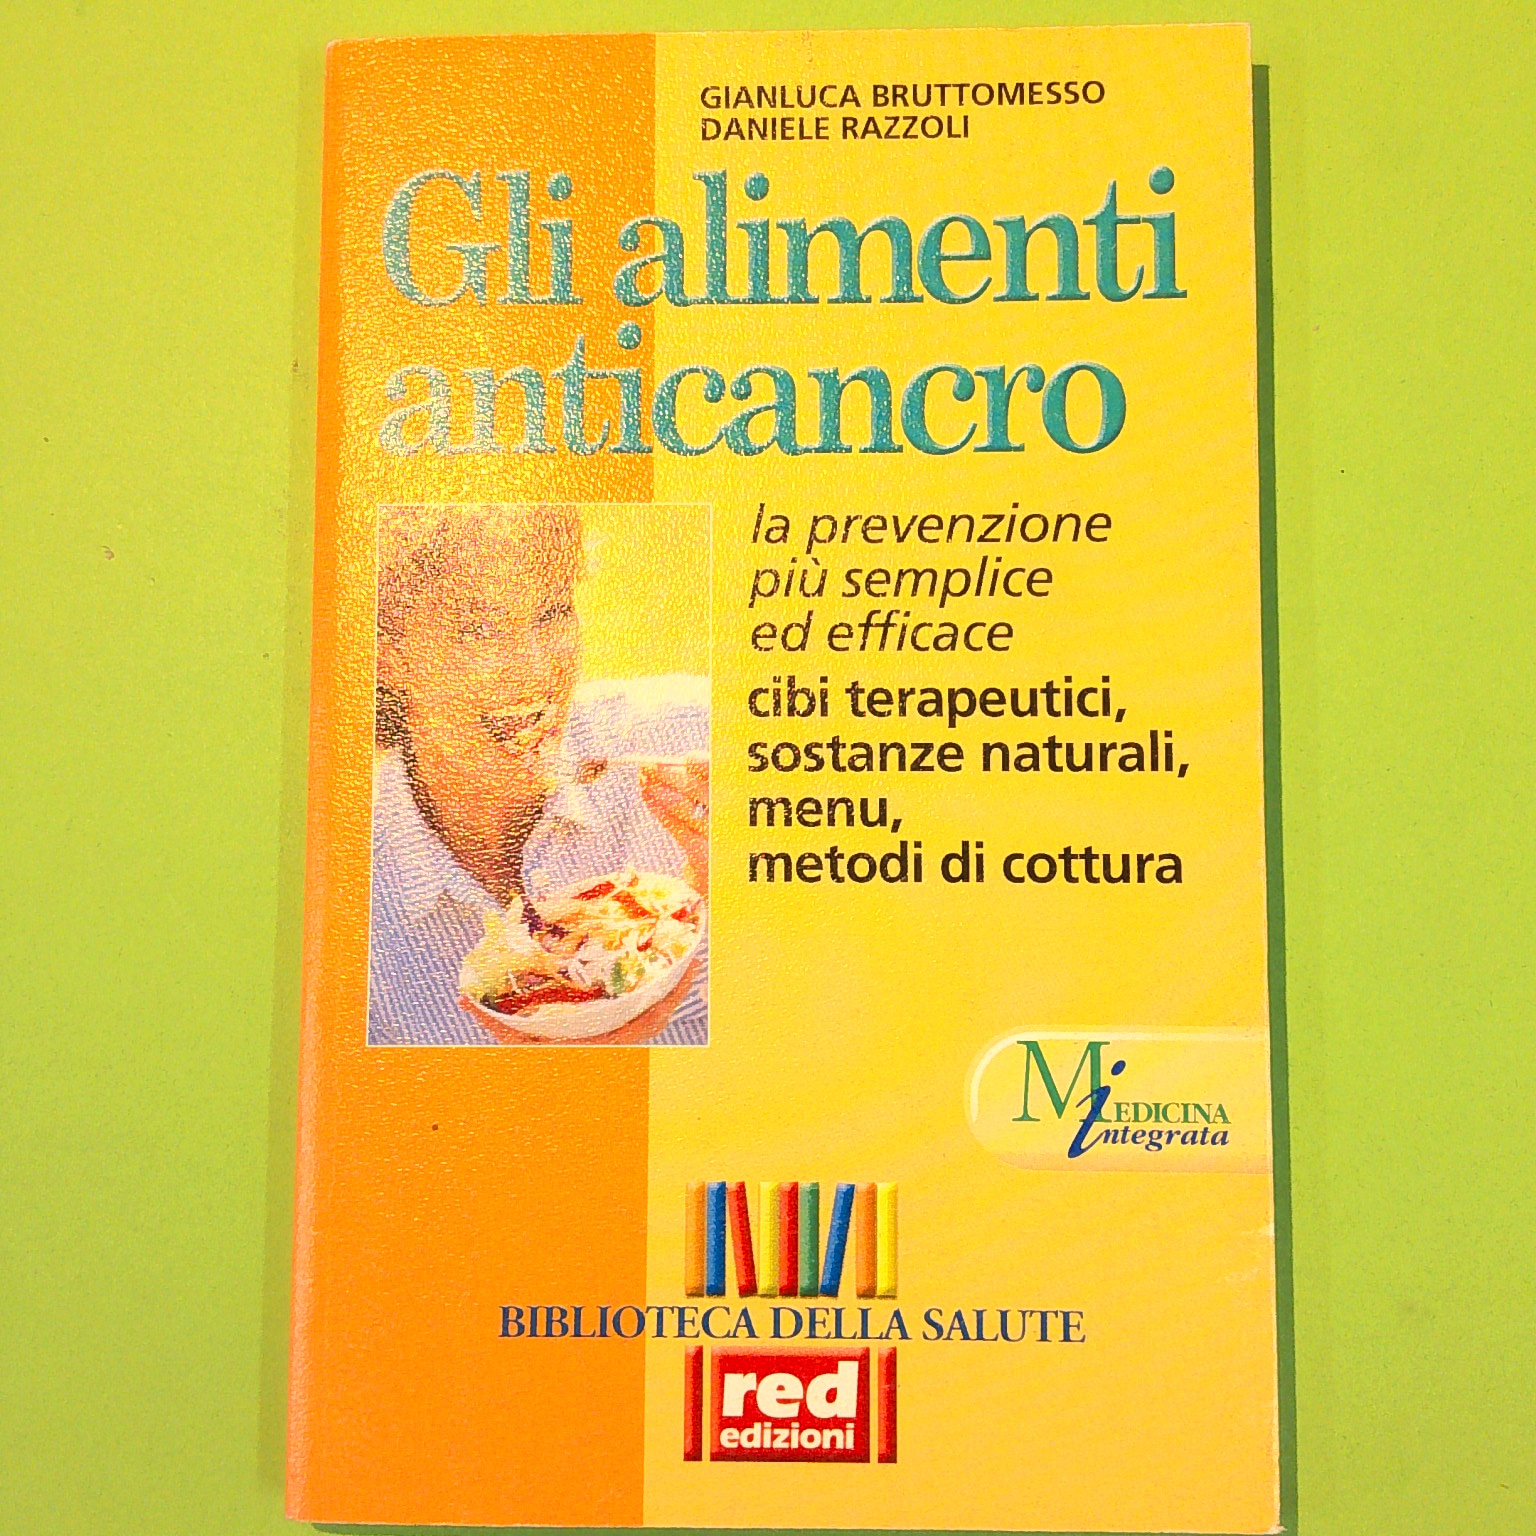 GIANLUCA BRUTTOMESSO
DANIELE RAZZOLI
Gli alimenti
anticancro
la prevenzione
più semplice
ed efficace
cibi terapeutici,
sostanze naturali,
menu,
metodi di cottura
MEDICINA
integrata
BIBLIOTECA DELLA SALUTE
red
edizioni